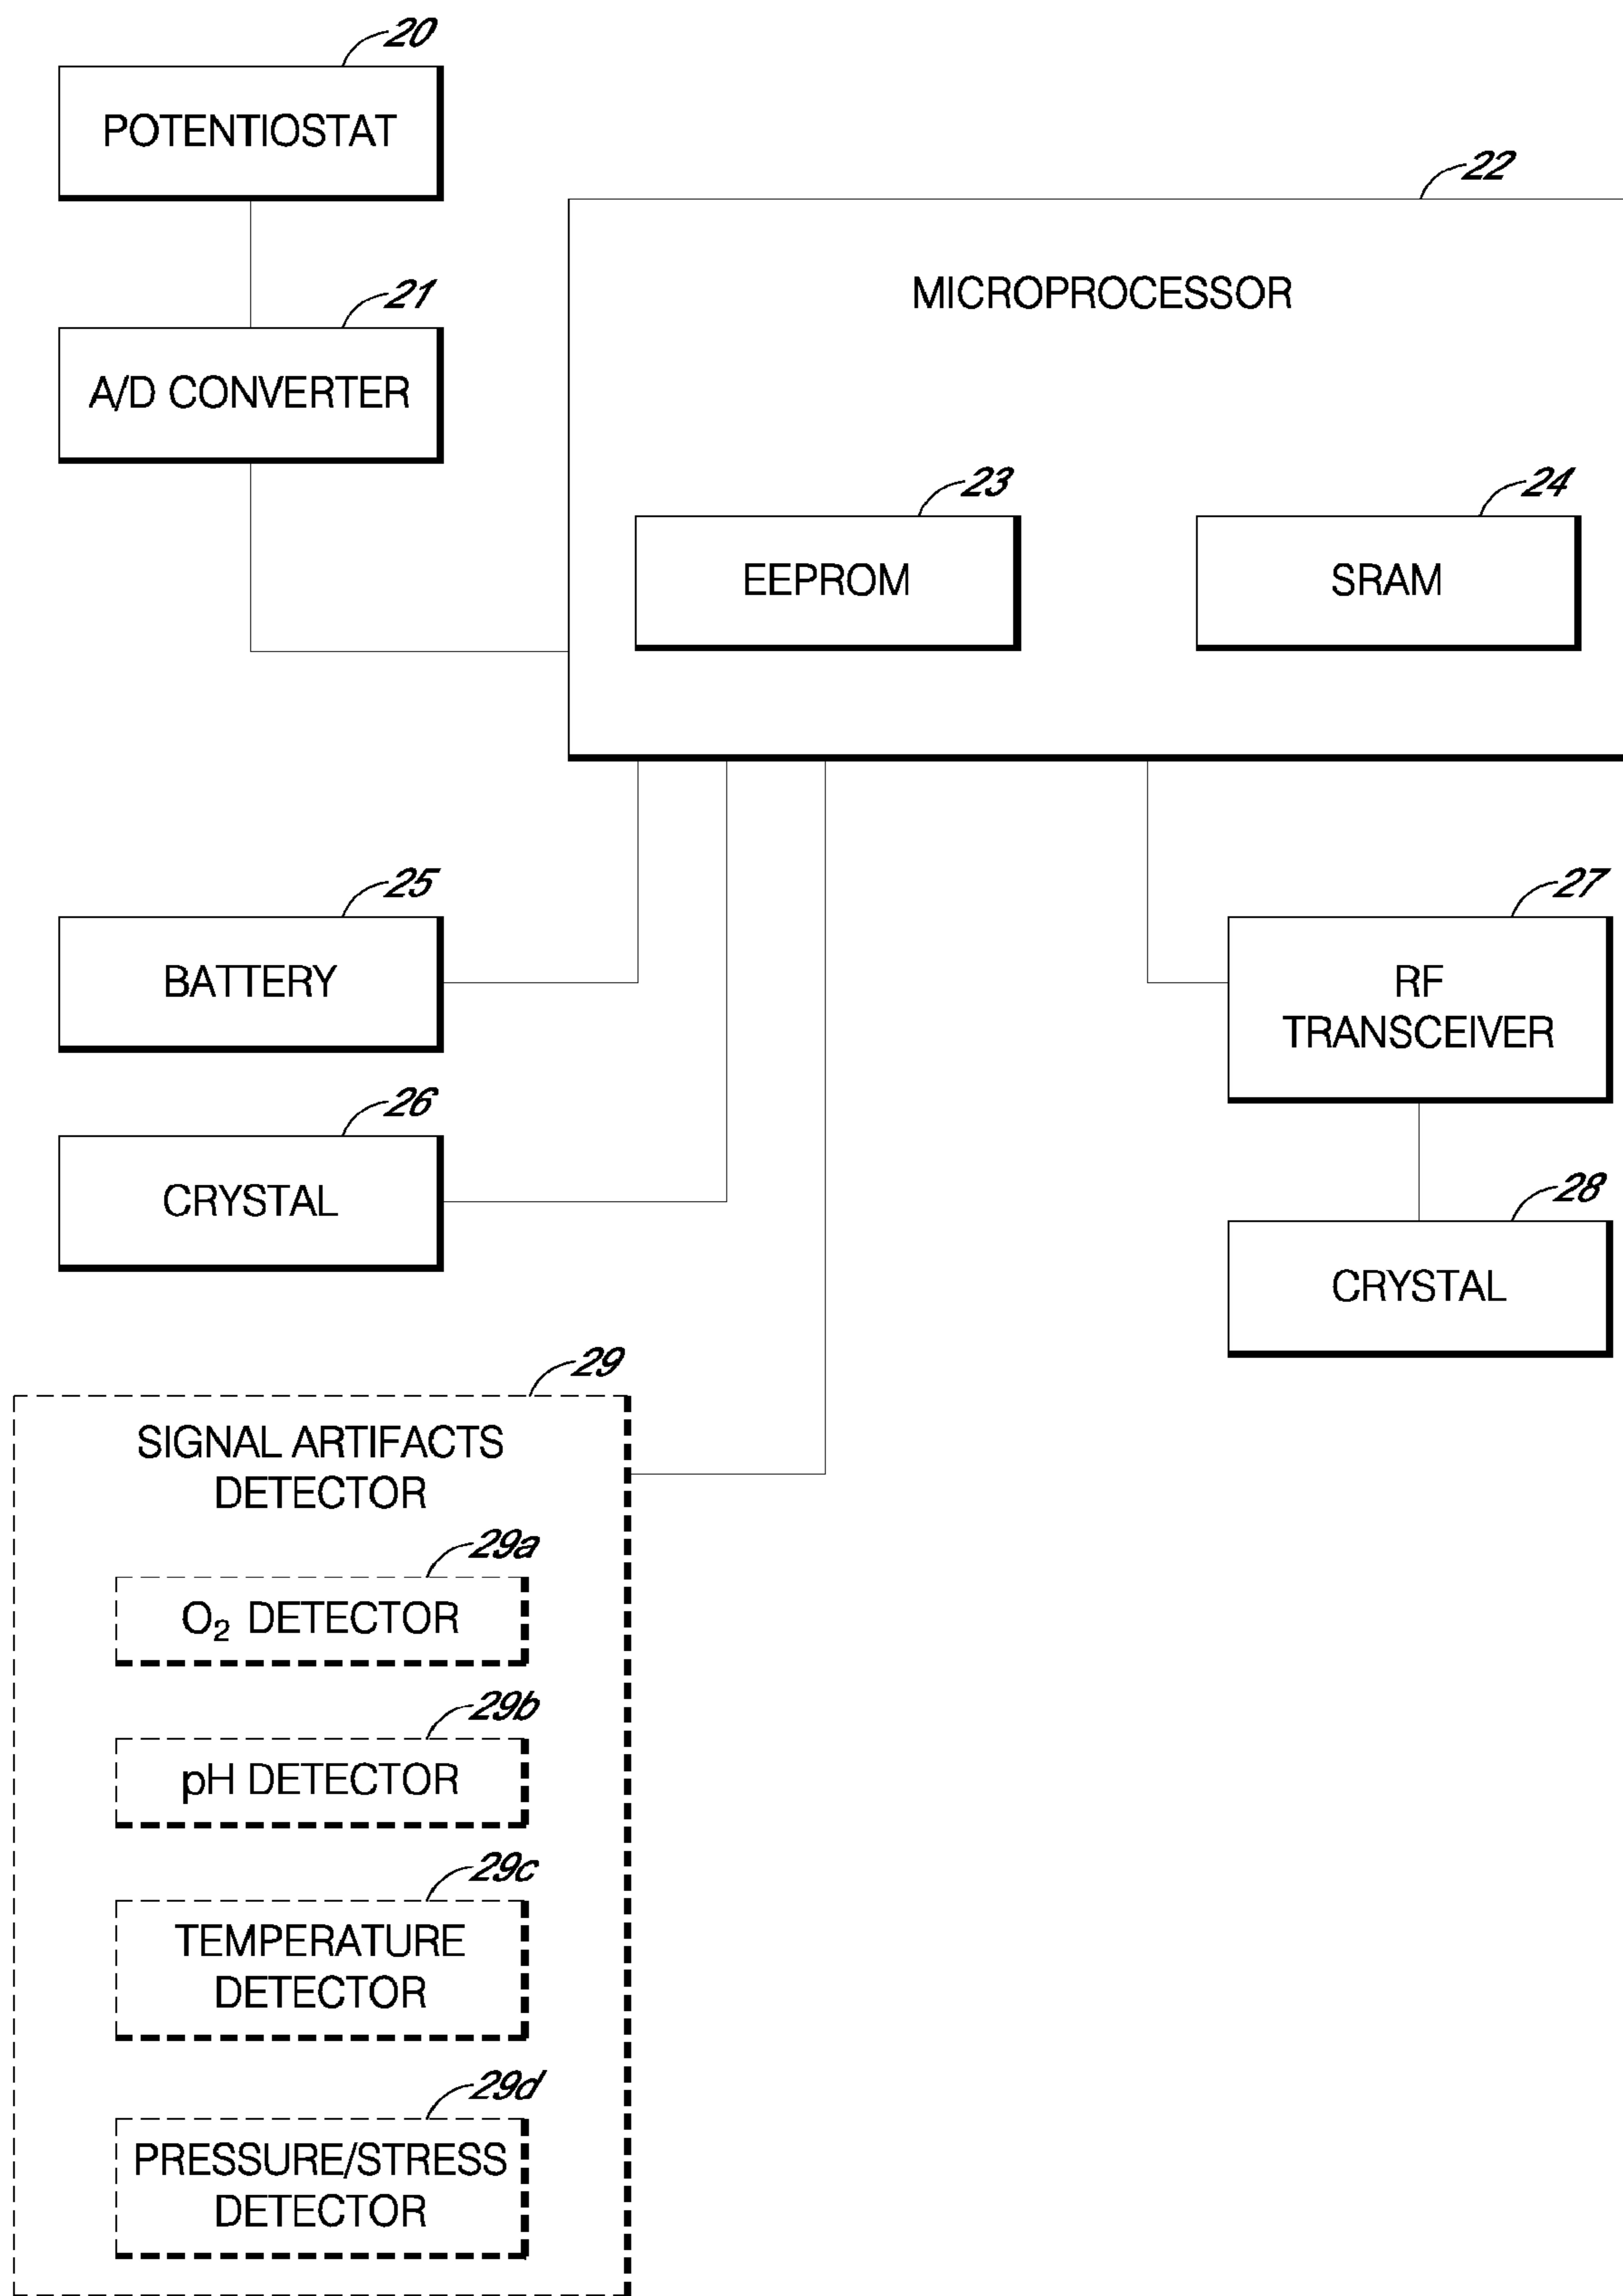 20
POTENTIOSTAT
22
MICROPROCESSOR
21
A/D CONVERTER
23
EEPROM
24
SRAM
25
BATTERY
27
RF
TRANSCEIVER
26
CRYSTAL
28
CRYSTAL
29
SIGNAL ARTIFACTS
DETECTOR
29a
O₂ DETECTOR
29b
pH DETECTOR
29c
TEMPERATURE
DETECTOR
29d
PRESSURE/STRESS
DETECTOR